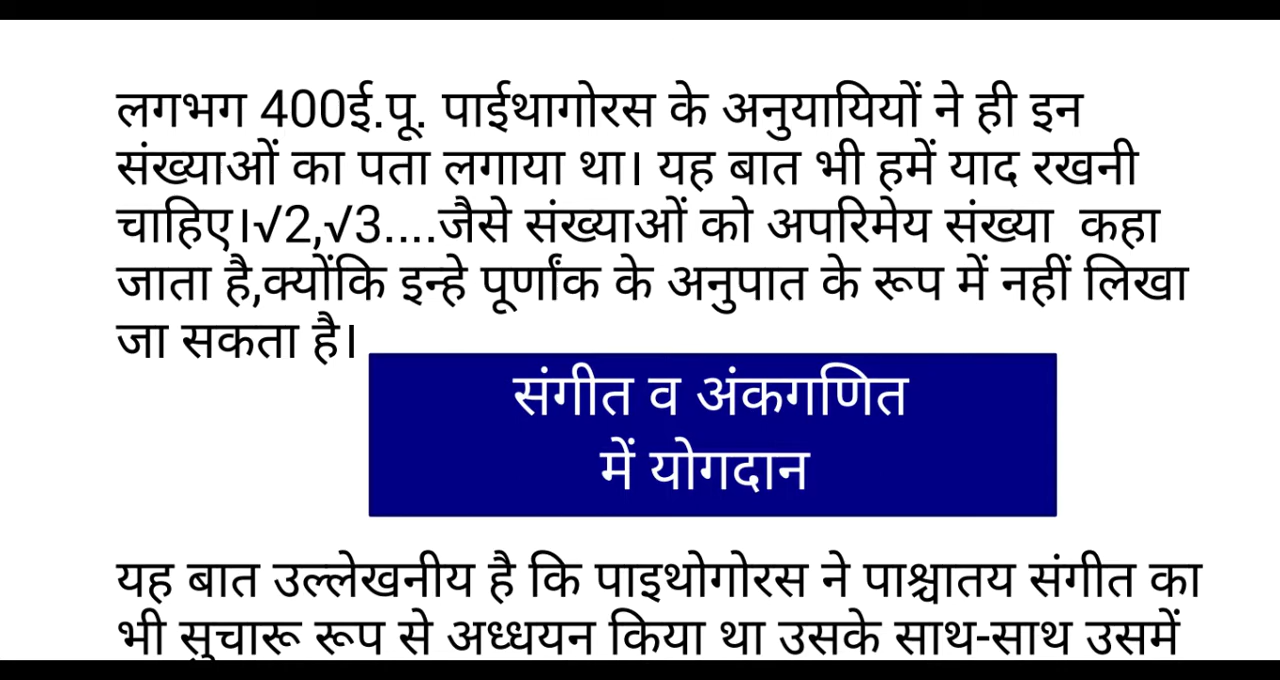 लगभग 400ई.पू. पाईथागोरस के अनुयायियों ने ही इन
संख्याओं का पता लगाया था। यह बात भी हमें याद रखनी
चाहिए।√2,√3....जैसे संख्याओं को अपरिमेय संख्या कहा
जाता है,क्योंकि इन्हे पूर्णांक के अनुपात के रूप में नहीं लिखा
जा सकता है।
संगीत व अंकगणित
में योगदान
यह बात उल्लेखनीय है कि पाइथोगोरस ने पाश्चातय संगीत का
भी सुचारू रूप से अध्धयन किया था उसके साथ-साथ उसमें